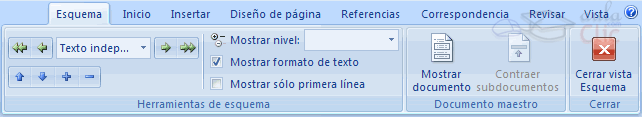 Esquema Inicio Insertar Diseño de página Referencias Correspondencia Revisar Vista
Texto indep...
Mostrar nivel:
Mostrar formato de texto
Mostrar sólo primera línea
Herramientas de esquema
Mostrar documento
Contraer subdocumentos
Documento maestro
Cerrar vista Esquema
Cerrar